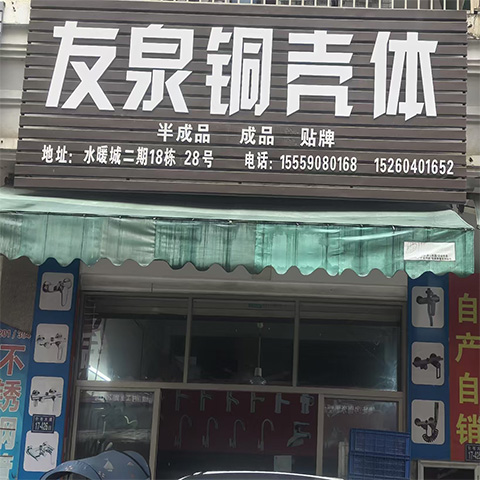 友泉铜壳体
半成品 成品 贴牌
地址：水暖城二期18栋 28号 电话：15559080168 15260401652
不锈钢
自产自销